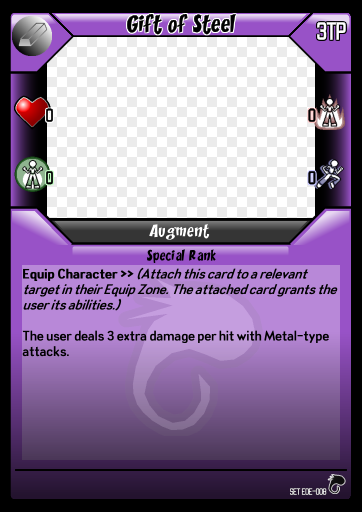 Gift of Steel
3TP
0
0
0
0
Augment
Special Rank
Equip Character >> (Attach this card to a relevant
target in their Equip Zone. The attached card grants the
user its abilities.)
The user deals 3 extra damage per hit with Metal-type
attacks.
SET EDE-008